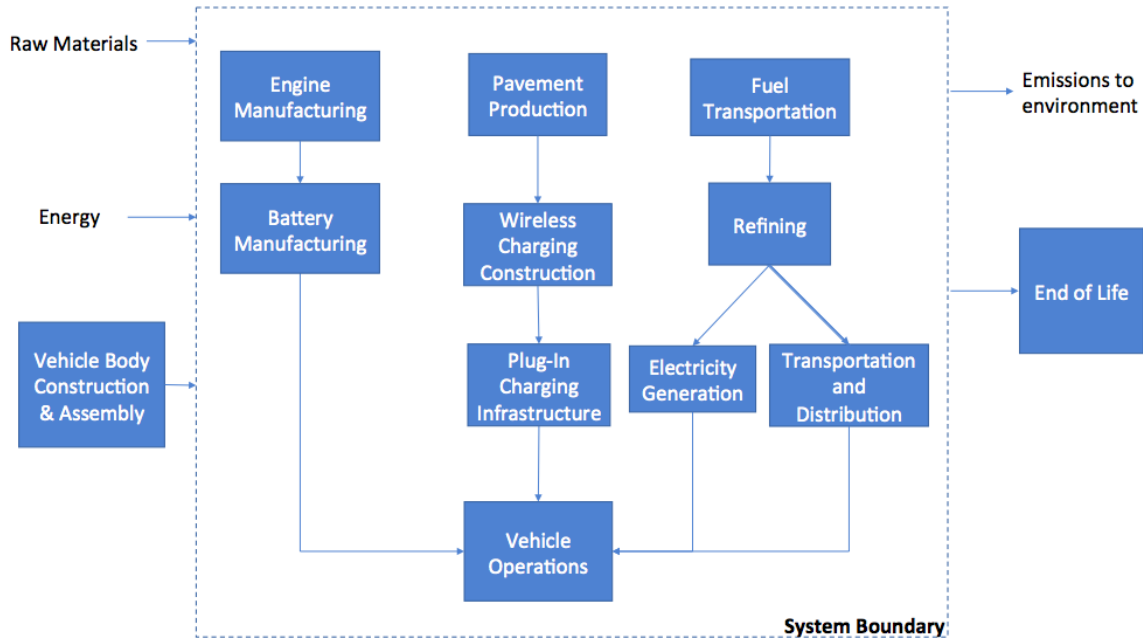 Raw Materials
Energy
Vehicle Body
Construction
& Assembly
Engine
Manufacturing
Battery
Manufacturing
Pavement
Production
Wireless
Charging
Construction
Plug-In
Charging
Infrastructure
Vehicle
Operations
Fuel
Transportation
Refining
Electricity
Generation
Transportation
and
Distribution
System Boundary
Emissions to
environment
End of Life